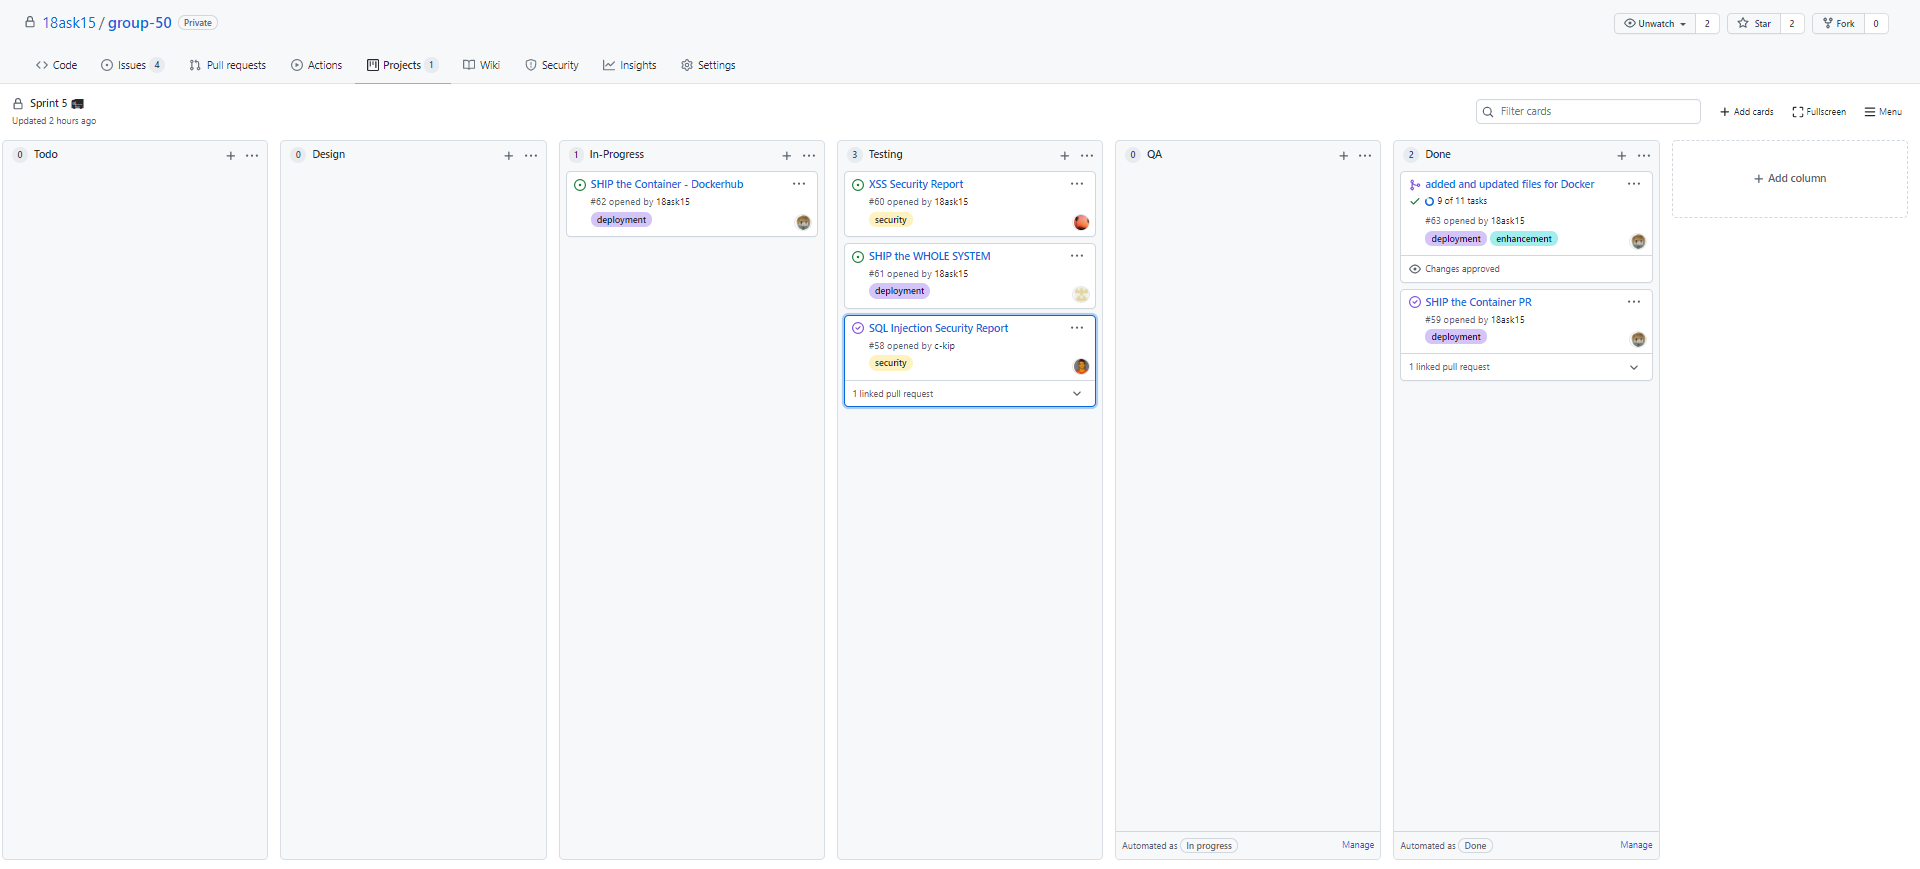 18ask15 / group-50 Private
Unwatch 2 Star 2 Fork 0
Code Issues 4 Pull requests Actions Projects 1 Wiki Security Insights Settings
Sprint 5
Updated 2 hours ago
Filter cards
Add cards Fullscreen Menu
0 Todo
0 Design
1 In-Progress
SHIP the Container - Dockerhub
#62 opened by 18ask15
deployment
3 Testing
XSS Security Report
#60 opened by 18ask15
security
SHIP the WHOLE SYSTEM
#61 opened by 18ask15
deployment
SQL Injection Security Report
#58 opened by c-kip
security
1 linked pull request
0 QA
Automated as In progress Manage
2 Done
added and updated files for Docker
9 of 11 tasks
#63 opened by 18ask15
deployment enhancement
Changes approved
SHIP the Container PR
#59 opened by 18ask15
deployment
1 linked pull request
Automated as Done Manage
Add column